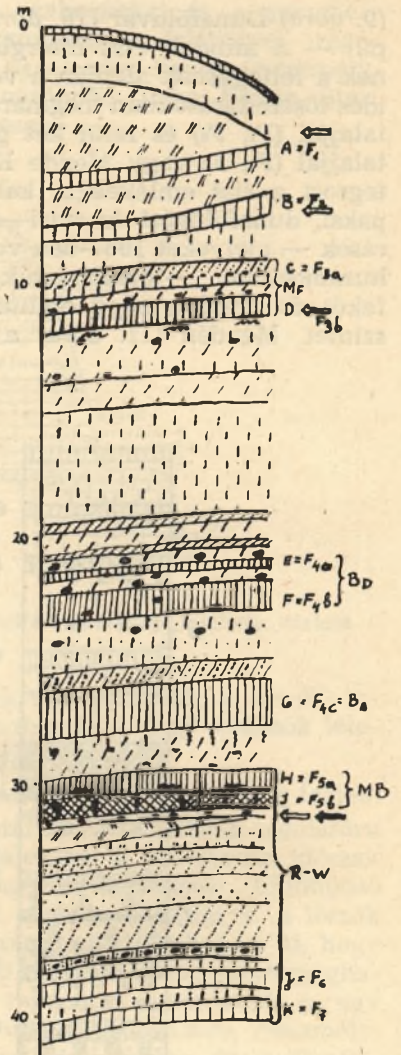 m
0
A = F₁
B = F₂
C = F₃ₐ
10
MF
D
F₃b
20
E = F₄ₐ
BD
F = F₄b
G = F₄c = BA
30
H = F₅ₐ
MB
J = F₅b
R-W
J = F₆
40
K = F₇